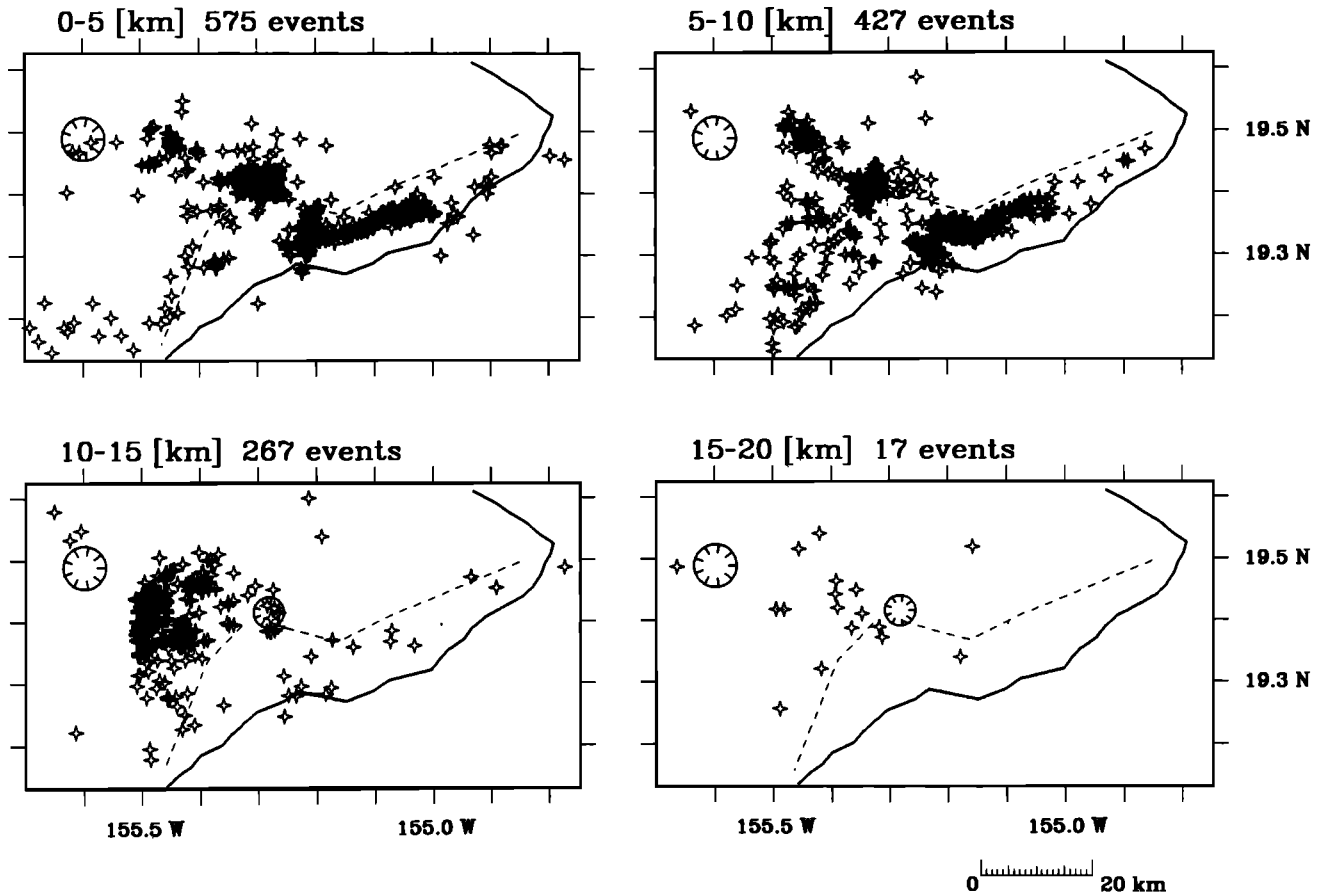 0-5 [km] 575 events
5-10 [km] 427 events
19.5 N
19.3 N
10-15 [km] 267 events
15-20 [km] 17 events
19.5 N
19.3 N
155.5 W
155.0 W
155.5 W
155.0 W
0
20 km